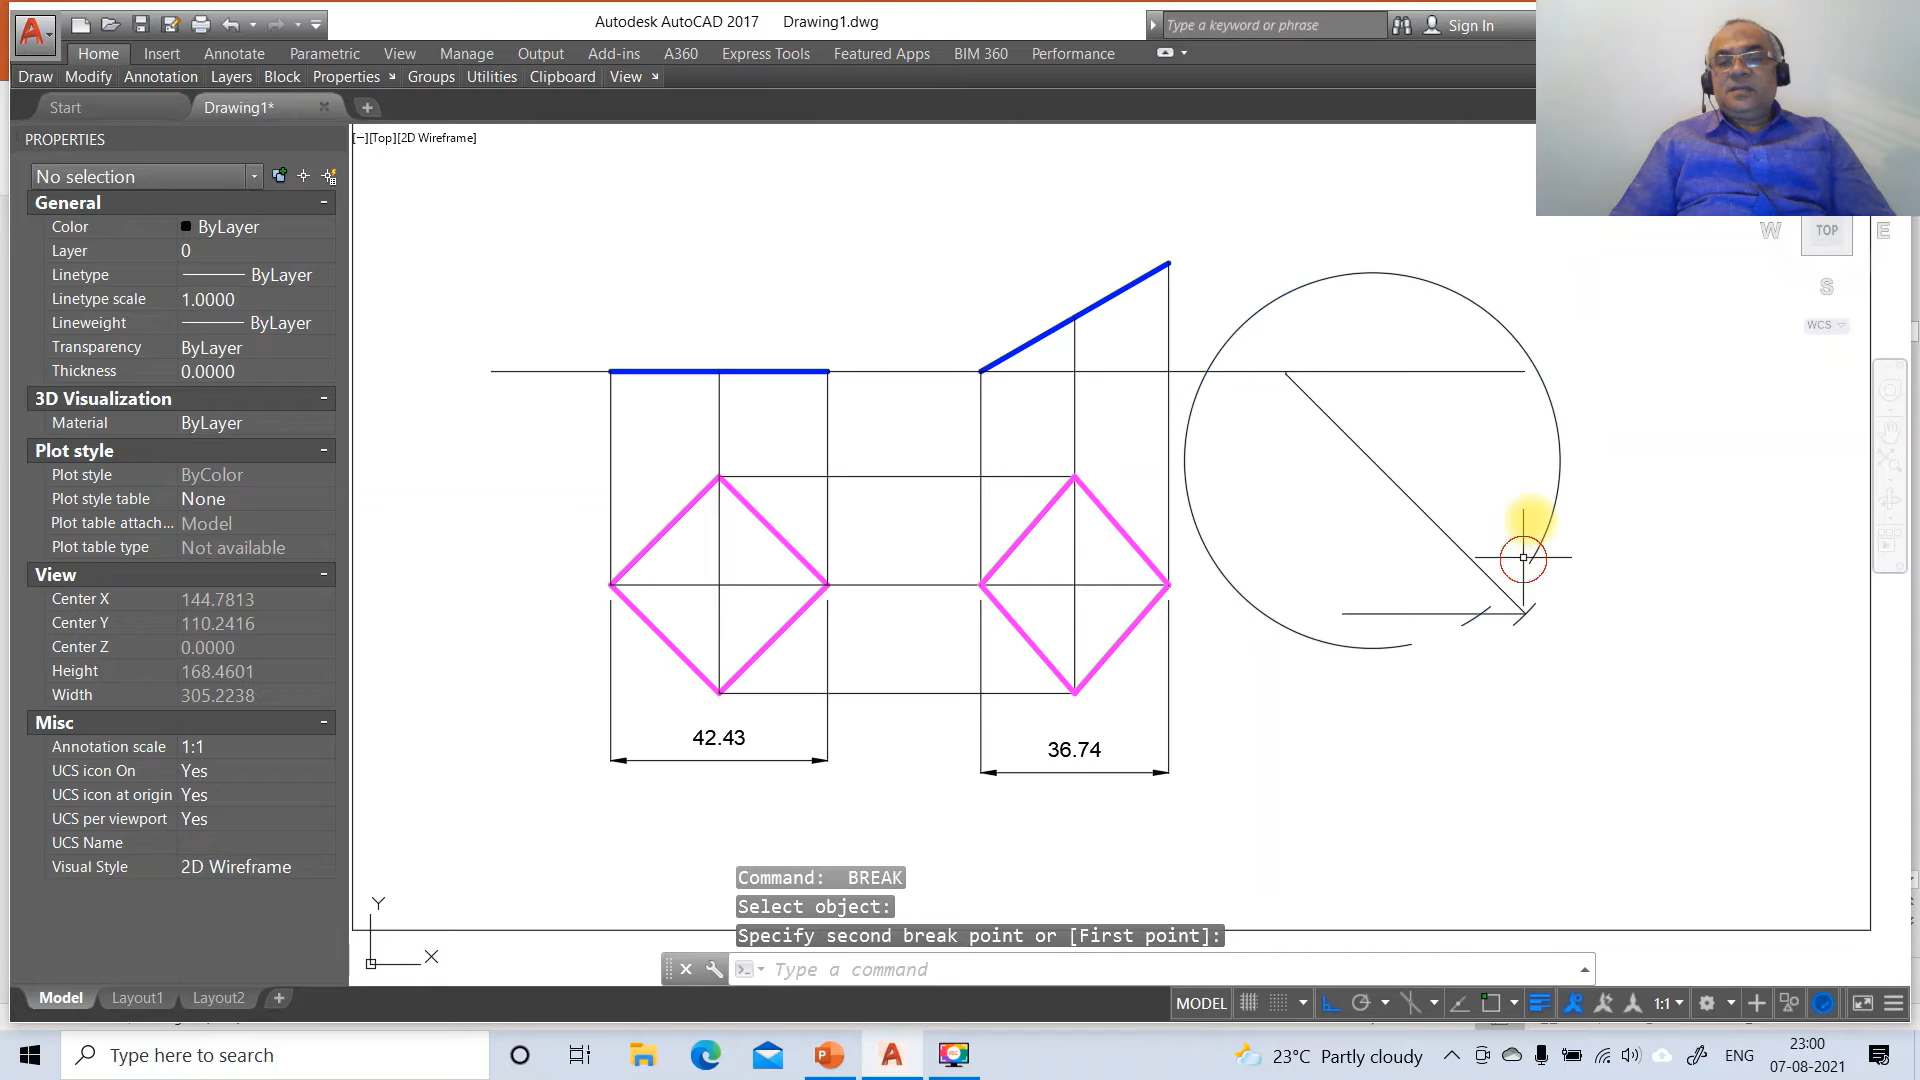 Autodesk AutoCAD 2017 Drawing1.dwg
Type a keyword or phrase
Sign In
Home Insert Annotate Parametric View Manage Output Add-ins A360 Express Tools Featured Apps BIM 360 Performance
Draw Modify Annotation Layers Block Properties Groups Utilities Clipboard View
Start Drawing1*
PROPERTIES
[−][Top][2D Wireframe]
No selection
General
Color ByLayer
Layer 0
Linetype ByLayer
Linetype scale 1.0000
Lineweight ByLayer
Transparency ByLayer
Thickness 0.0000
3D Visualization
Material ByLayer
Plot style
Plot style ByColor
Plot style table None
Plot table attach... Model
Plot table type Not available
View
Center X 144.7813
Center Y 110.2416
Center Z 0.0000
Height 168.4601
Width 305.2238
Misc
Annotation scale 1:1
UCS icon On Yes
UCS icon at origin Yes
UCS per viewport Yes
UCS Name
Visual Style 2D Wireframe
W TOP E
S
WCS
42.43
36.74
Y
X
Command: BREAK
Select object:
Specify second break point or [First point]:
Type a command
Model Layout1 Layout2
MODEL
1:1
Type here to search
23°C Partly cloudy
ENG
23:00
07-08-2021